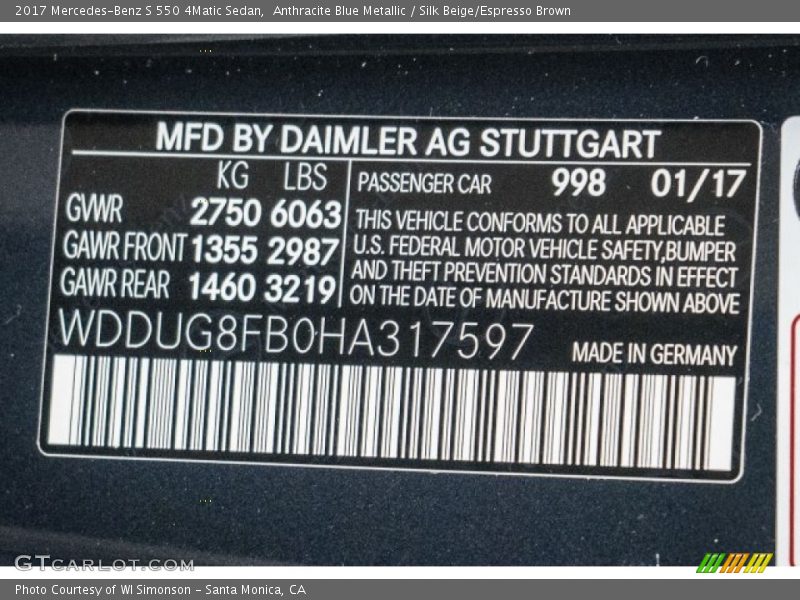 2017 Mercedes-Benz S 550 4Matic Sedan,  Anthracite Blue Metallic / Silk Beige/Espresso Brown
MFD BY DAIMLER AG STUTTGART
KG LBS
GWR 2750 6063
GAWR FRONT 1355 2987
GAWR REAR 1460 3219
PASSENGER CAR 998 01/17
THIS VEHICLE CONFORMS TO ALL APPLICABLE
U.S. FEDERAL MOTOR VEHICLE SAFETY,BUMPER
AND THEFT PREVENTION STANDARDS IN EFFECT
ON THE DATE OF MANUFACTURE SHOWN ABOVE
WDDUG8FB0HA317597
MADE IN GERMANY
GTCARLOT.COM
Photo Courtesy of WI Simonson - Santa Monica, CA